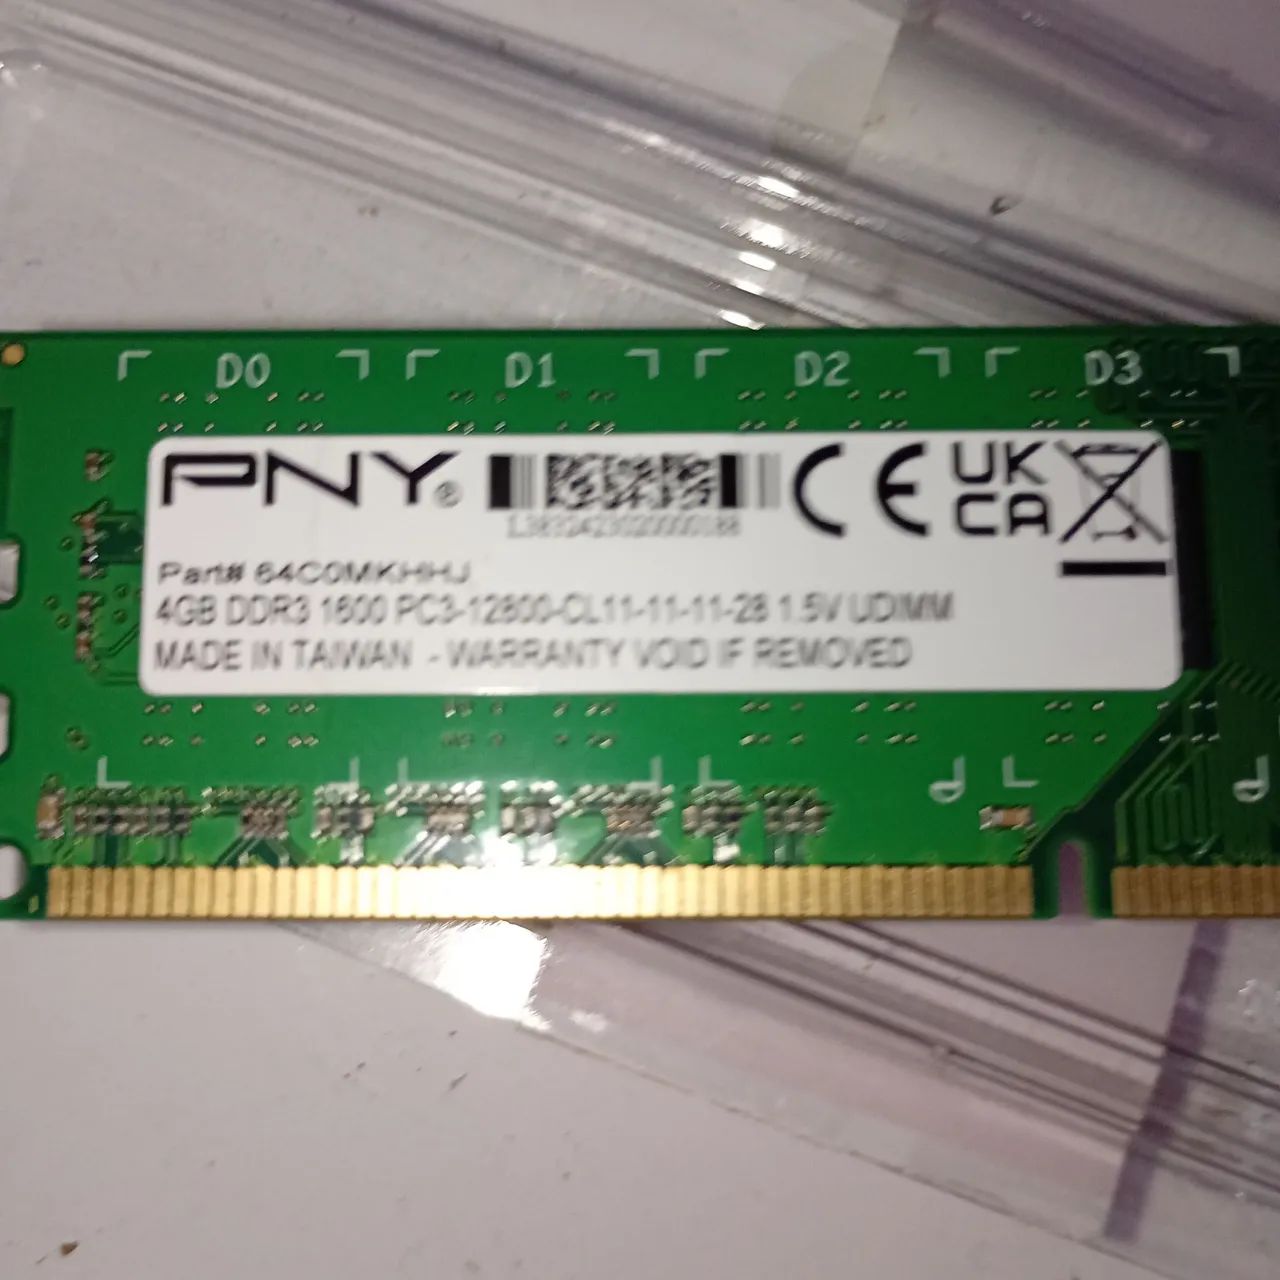 D0 D1 D2 D3
PNY®
CE UK
CA
Part# 64C0MKHHJ
4GB DDR3 1600 PC3-12800-CL11-11-11-28 1.5V UDIMM
MADE IN TAIWAN - WARRANTY VOID IF REMOVED